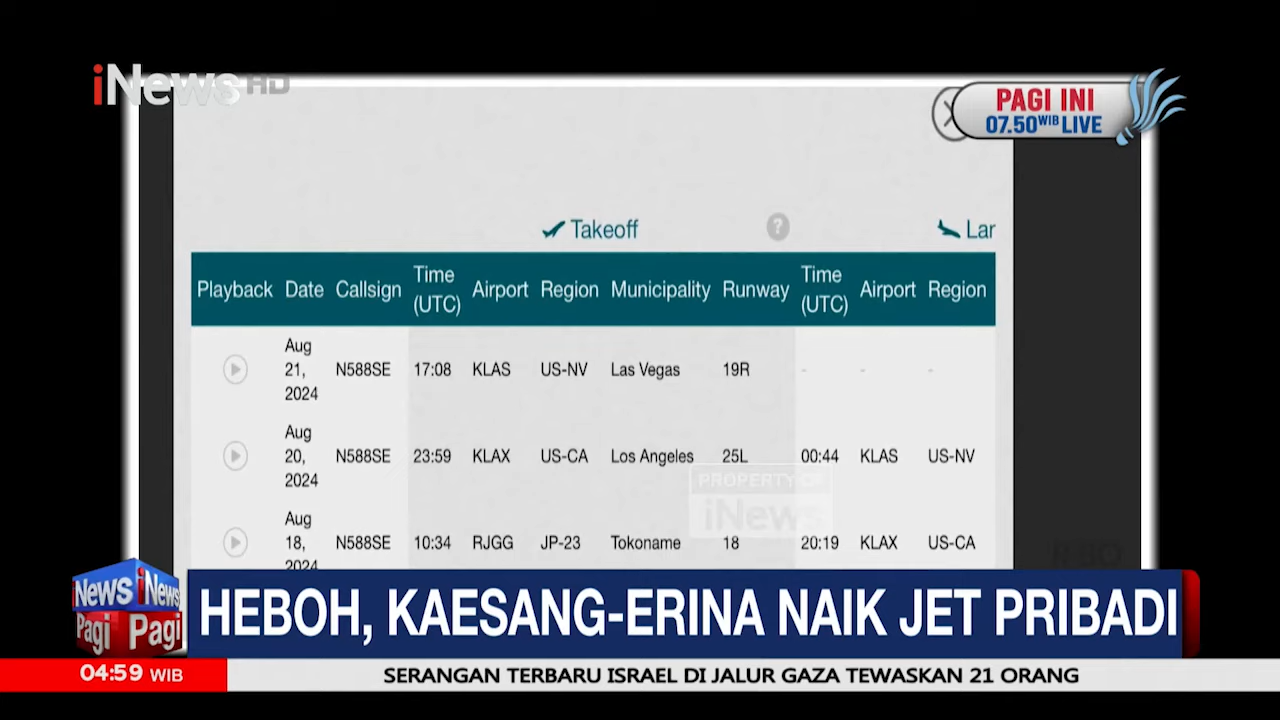 iNews HD
PAGI INI
07.50 WIB LIVE
Takeoff ? Lar
Playback Date Callsign Time (UTC) Airport Region Municipality Runway Time (UTC) Airport Region
Aug 21, 2024 N588SE 17:08 KLAS US-NV Las Vegas 19R - - -
Aug 20, 2024 N588SE 23:59 KLAX US-CA Los Angeles 25L 00:44 KLAS US-NV
Aug 18, 2024 N588SE 10:34 RJGG JP-23 Tokoname 18 20:19 KLAX US-CA
PROPERTY OF
iNews
News iNews
Pagi Pagi
HEBOH, KAESANG-ERINA NAIK JET PRIBADI
04:59 WIB SERANGAN TERBARU ISRAEL DI JALUR GAZA TEWASKAN 21 ORANG